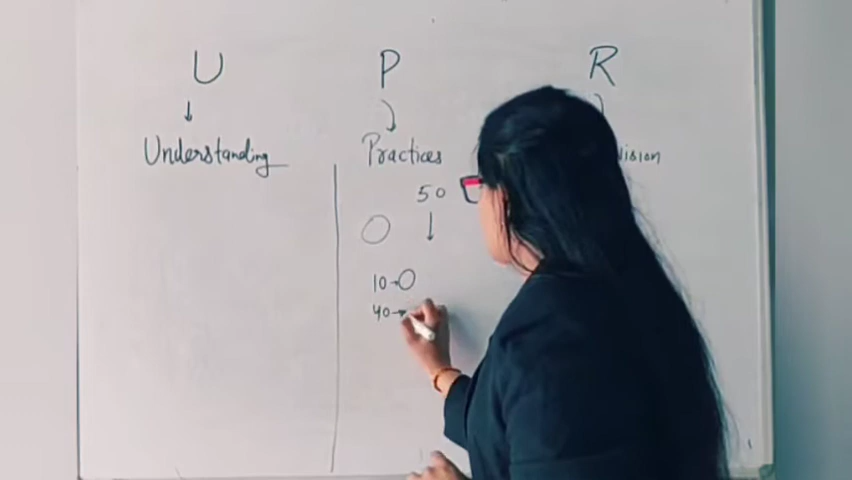 U P R
↓
Understanding Practices vision
50
↓
10→O
40→